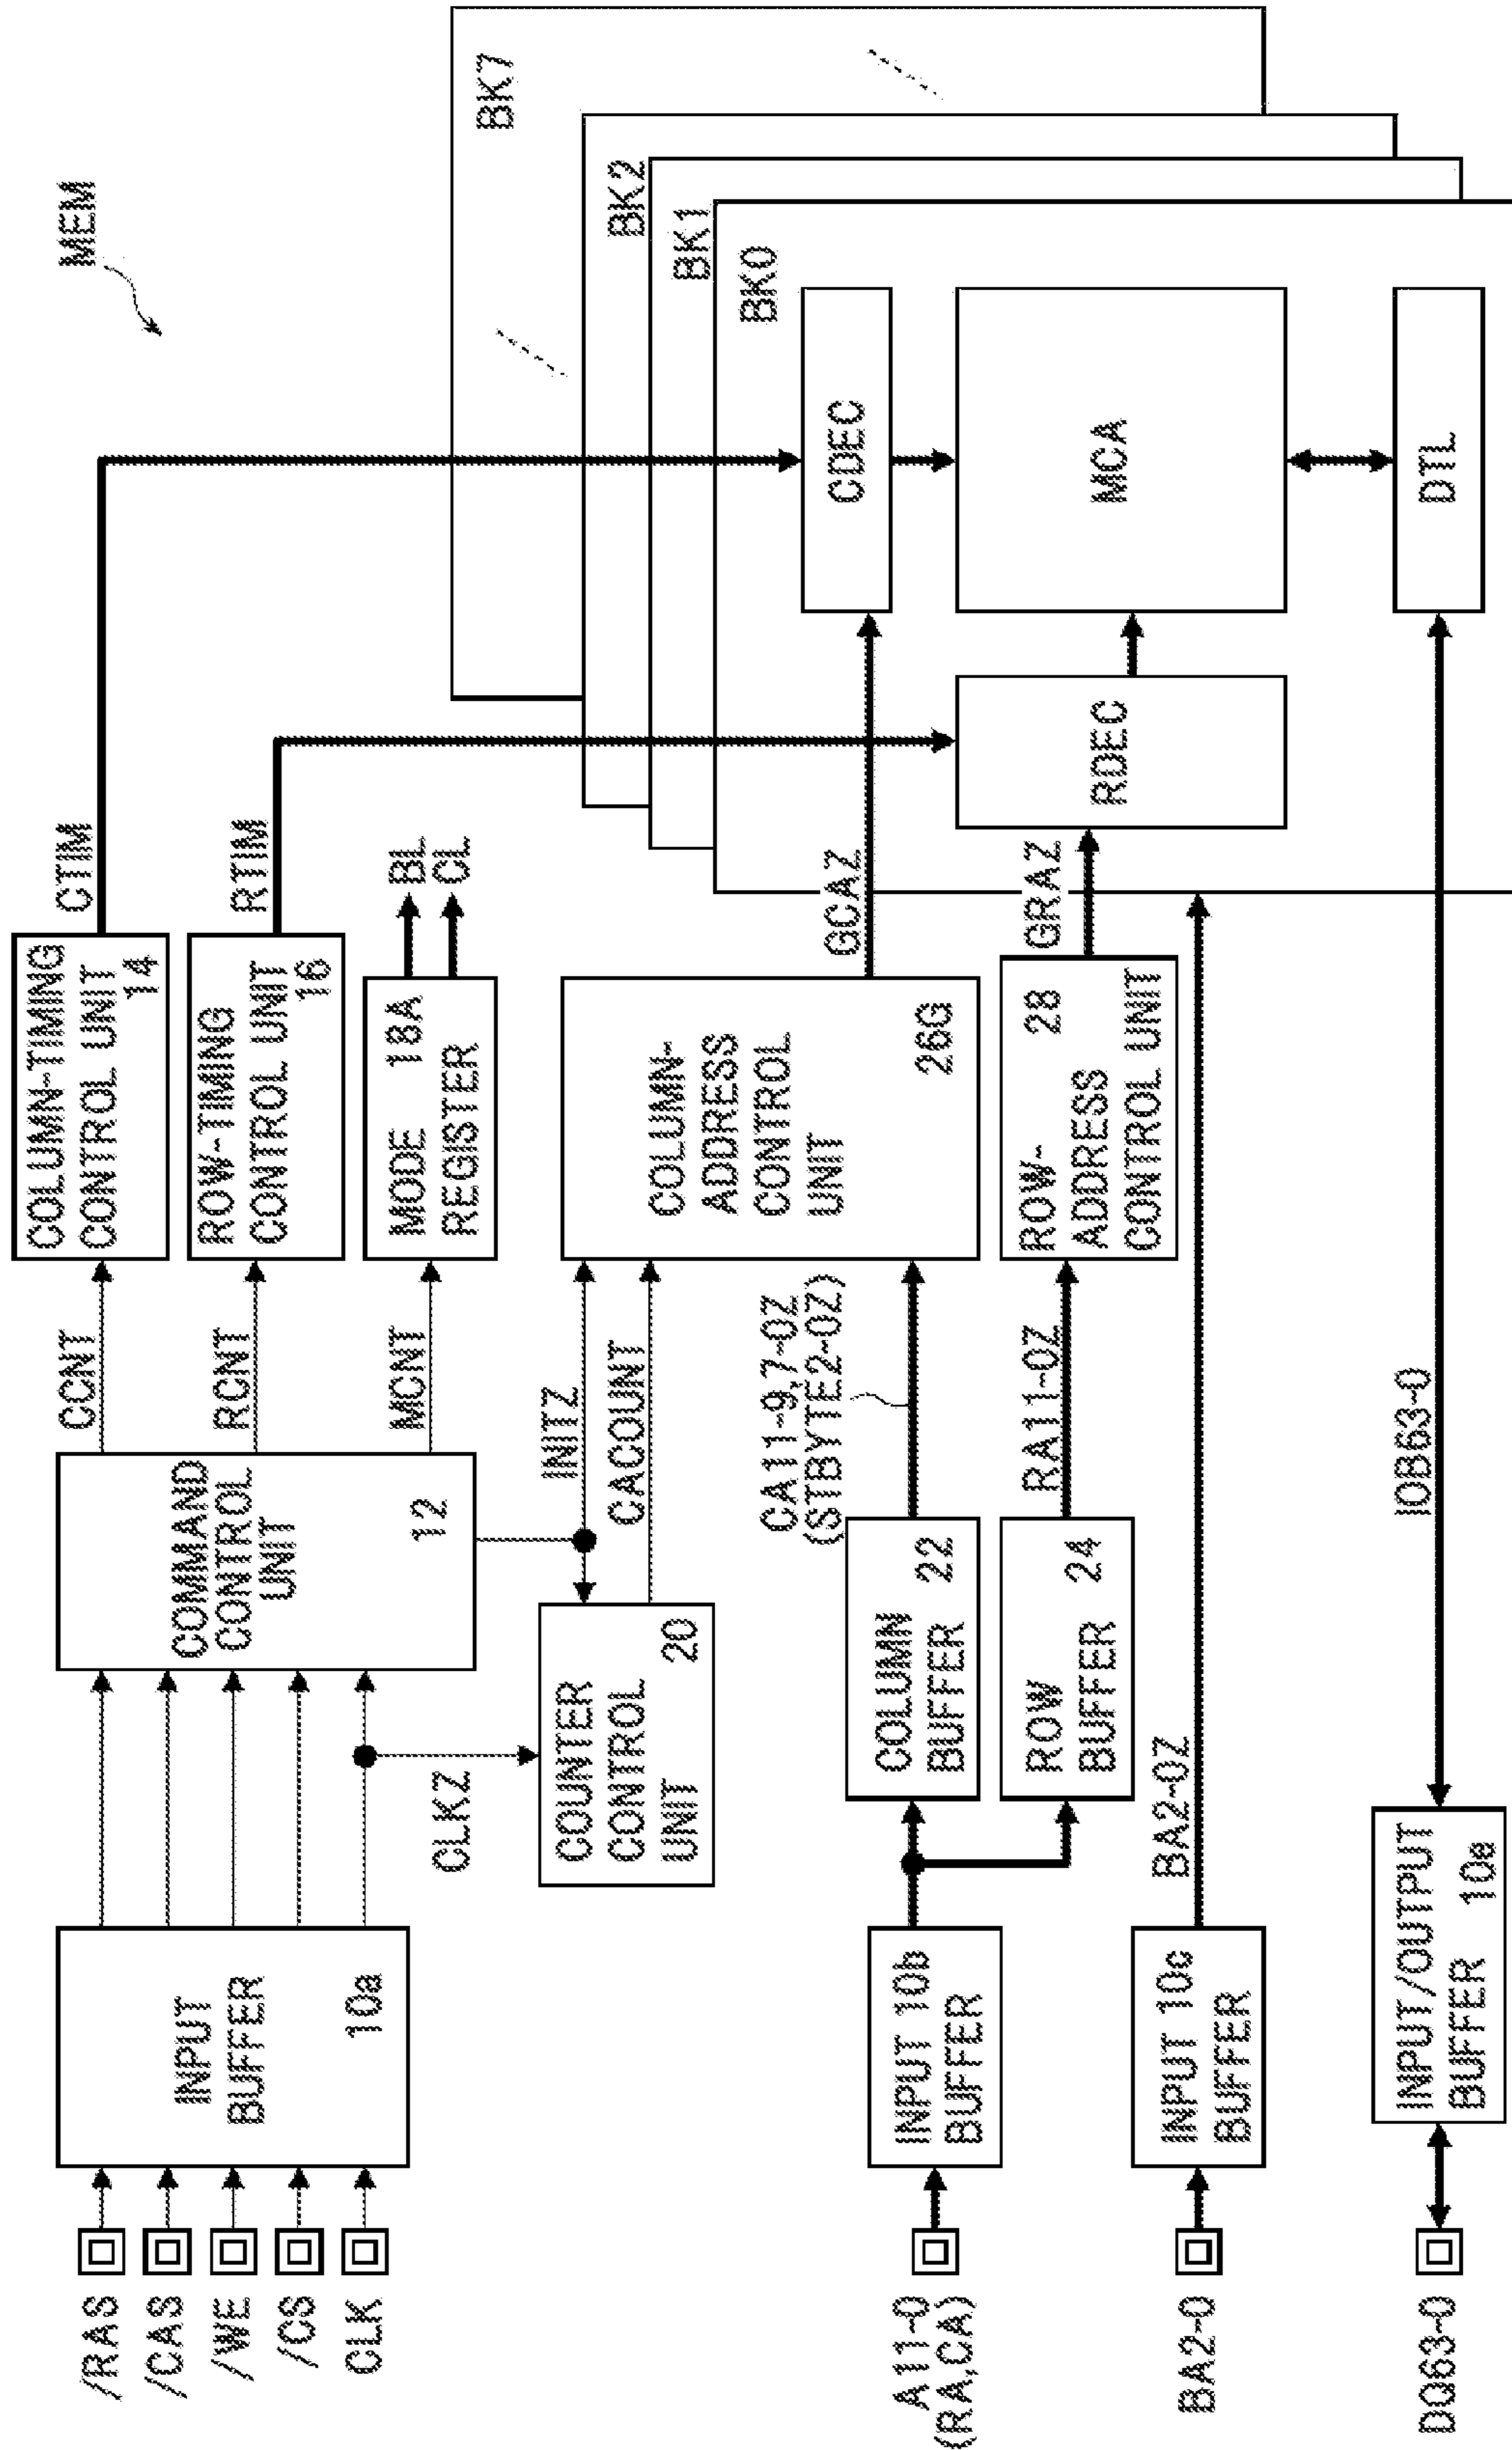 MEM
/RAS
/CAS
/WE
/CS
CLK
INPUT
BUFFER
10a
COMMAND
CONTROL
UNIT
12
CCNT
RCNT
MCNT
COLUMN-TIMING
CONTROL UNIT
14
CTIM
ROW-TIMING
CONTROL UNIT
16
RTIM
MODE 18A
REGISTER
BL
CL
CLKZ
COUNTER
CONTROL
UNIT
20
INITZ
CACOUNT
COLUMN-
ADDRESS
CONTROL
UNIT
26G
GCAZ
A11-0
(RA,CA)
INPUT 10b
BUFFER
COLUMN
BUFFER
22
CA11-9,7-0Z
(STBYTE2-0Z)
ROW
BUFFER
24
RA11-0Z
ROW-
28
ADDRESS
CONTROL UNIT
GRAZ
BA2-0
INPUT 10c
BUFFER
BA2-0Z
DQ63-0
INPUT/OUTPUT
BUFFER
10e
IOB63-0
BK7
BK2
BK1
BK0
CDEC
RDEC
MCA
DTL